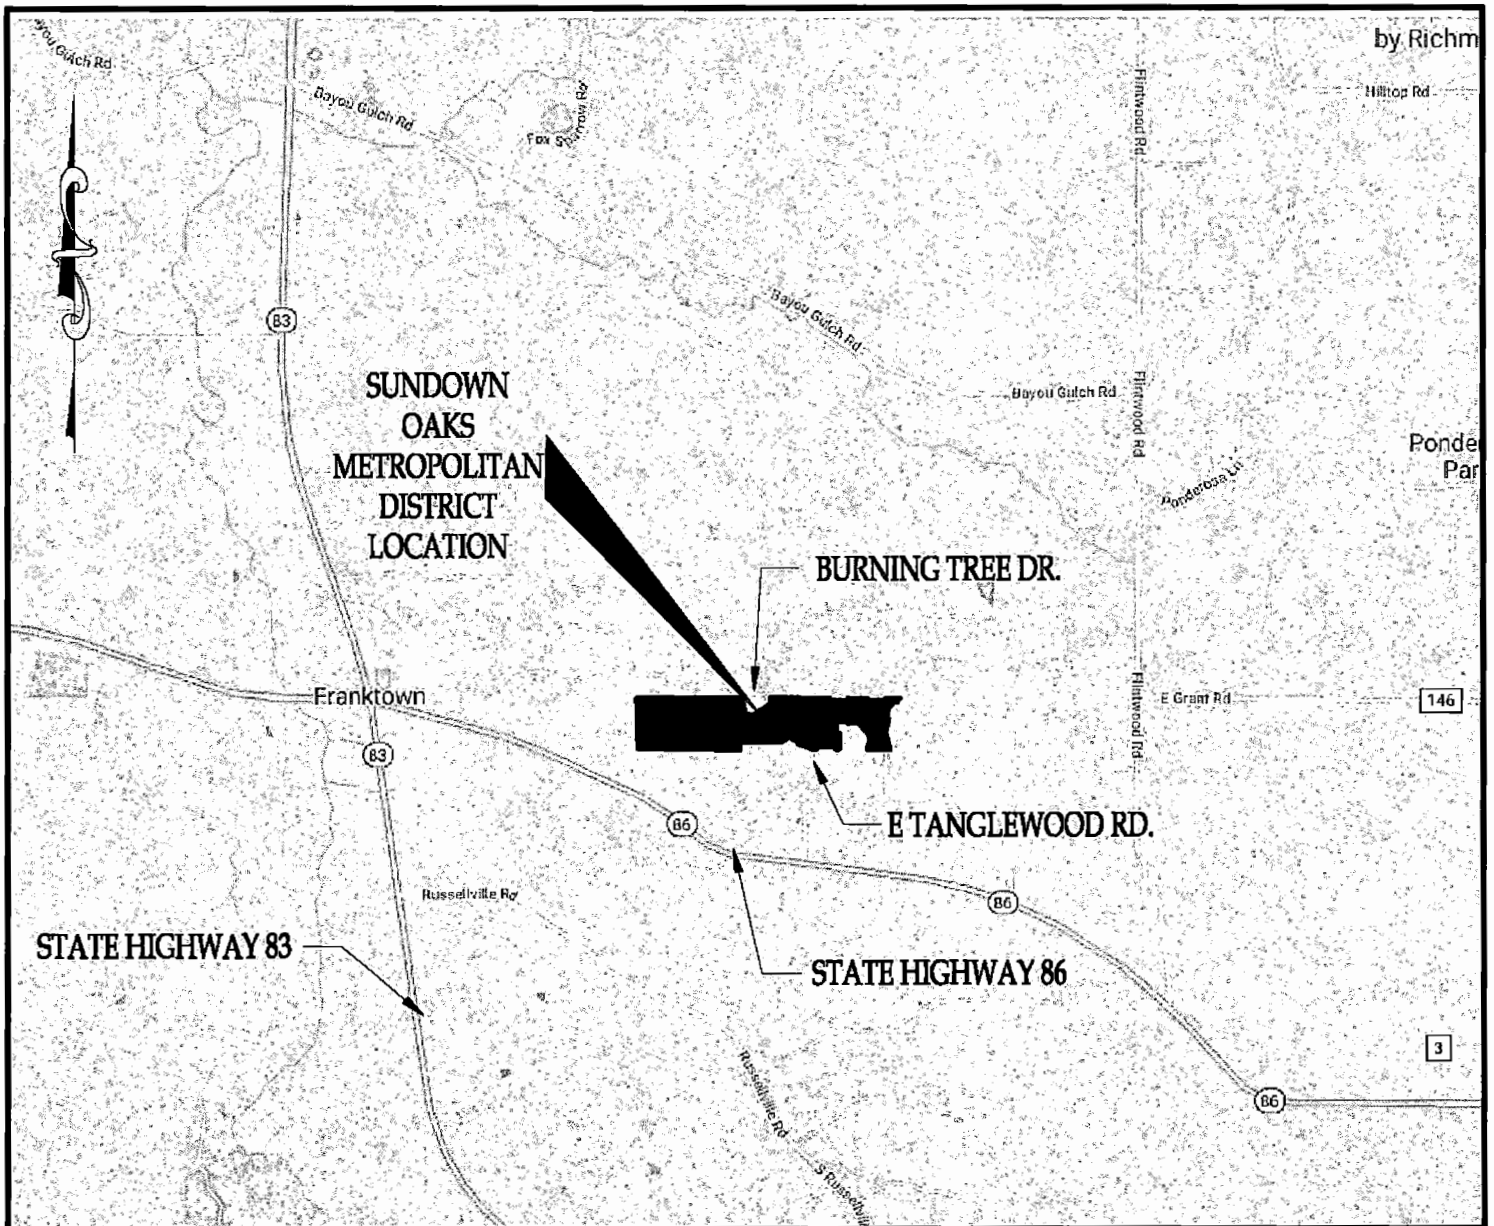 by Richm
you Gulch Rd
Bayou Gulch Rd
Fox Sparrow Rd
Flintwood Rd
Hilltop Rd
83
Bayou Gulch Rd
SUNDOWN
OAKS
METROPOLITAN
DISTRICT
LOCATION
Bayou Gulch Rd
Flintwood Rd
Ponde
Par
Ponderosa Ln
BURNING TREE DR.
Franktown
83
E Grant Rd
Flintwood Rd
146
86
E TANGLEWOOD RD.
Russellville Rd
86
STATE HIGHWAY 83
STATE HIGHWAY 86
3
Russellville Rd
86
S Russellvill